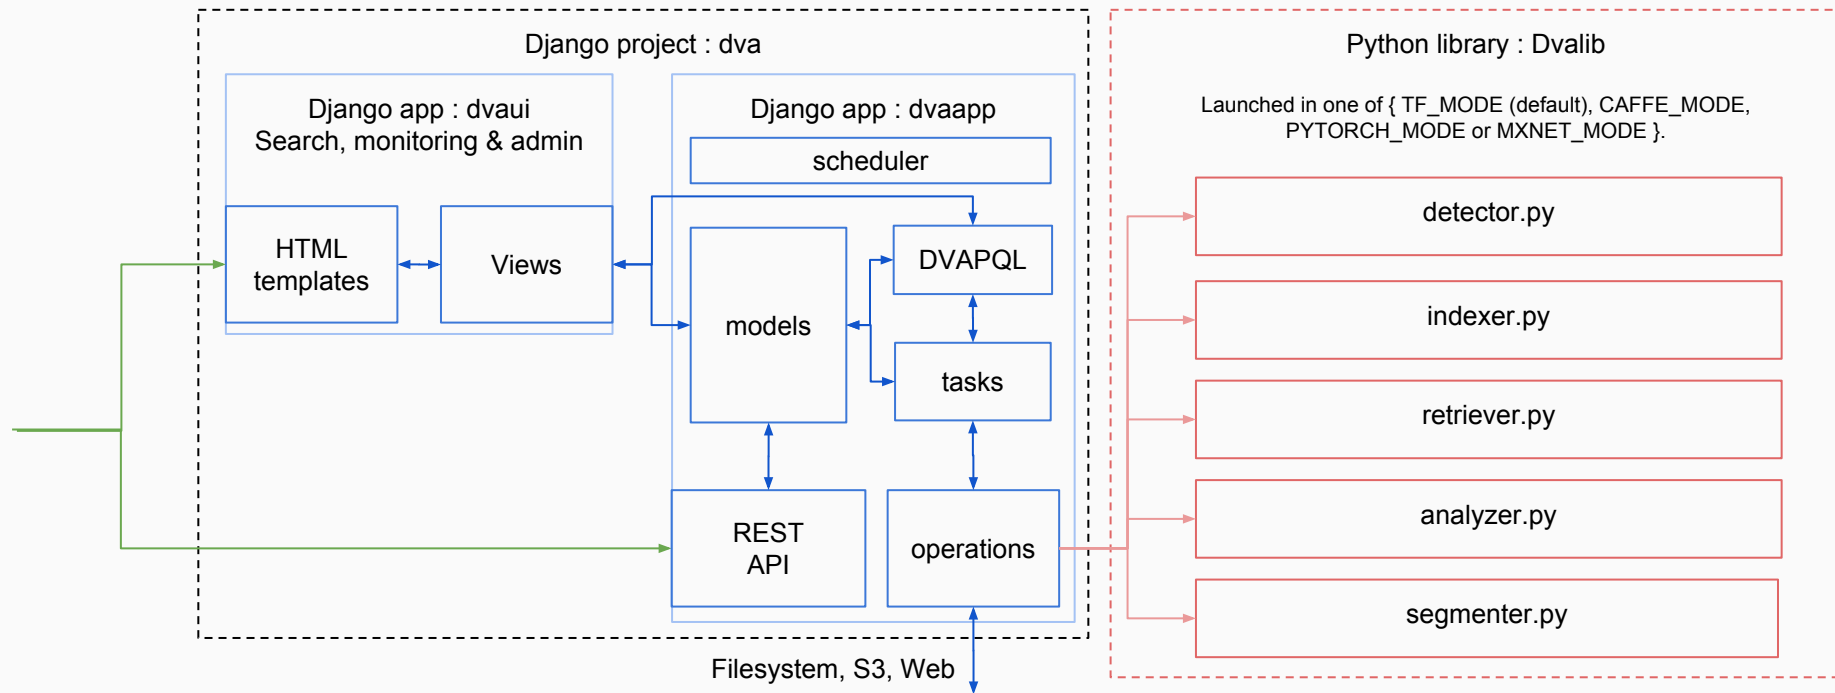 Django project : dva
Django app : dvaui
Search, monitoring & admin
HTML
templates
Views
Django app : dvaapp
scheduler
models
DVAPQL
tasks
REST
API
operations
Filesystem, S3, Web
Python library : Dvalib
Launched in one of { TF_MODE (default), CAFFE_MODE,
PYTORCH_MODE or MXNET_MODE }.
detector.py
indexer.py
retriever.py
analyzer.py
segmenter.py